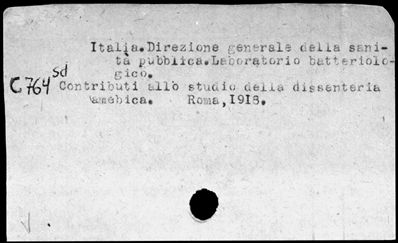 Italia.Direzione generale della sani-
tà pubblica.Laboratorio batteriolo-
gico.
C764 sd
Contributi allo studio della dissenteria
amebica. Roma,1918.